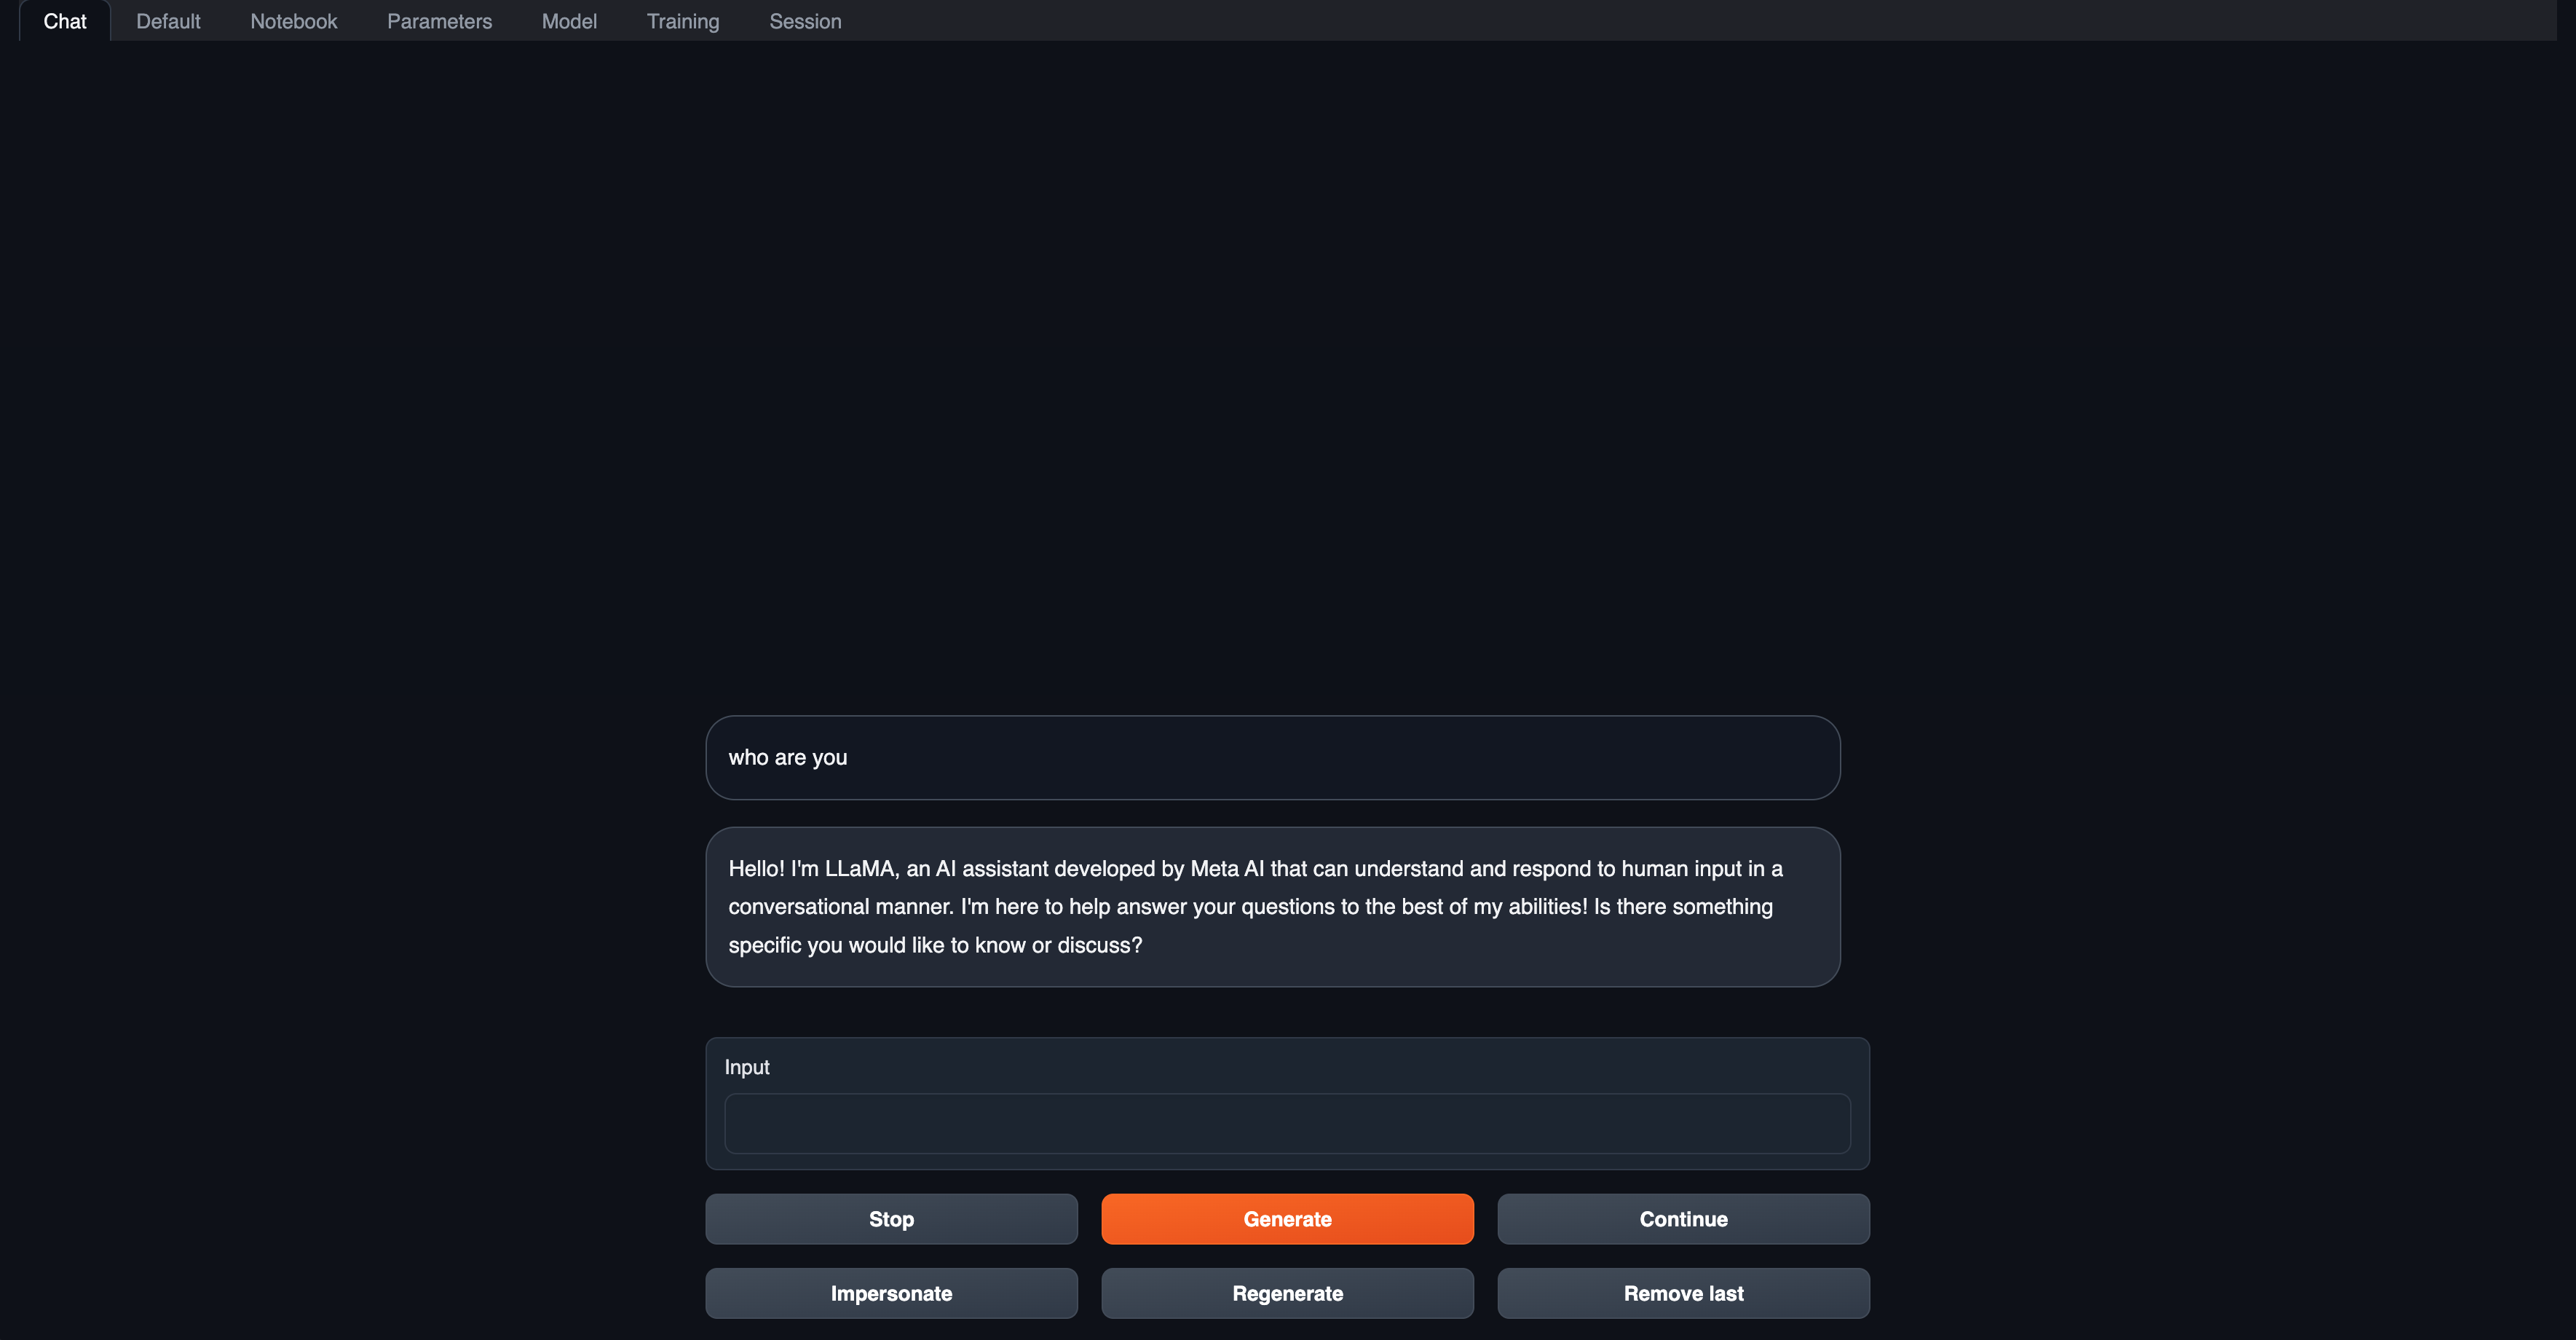 Chat Default Notebook Parameters Model Training Session
who are you
Hello! I'm LLaMA, an AI assistant developed by Meta AI that can understand and respond to human input in a
conversational manner. I'm here to help answer your questions to the best of my abilities! Is there something
specific you would like to know or discuss?
Input
Stop Generate Continue
Impersonate Regenerate Remove last